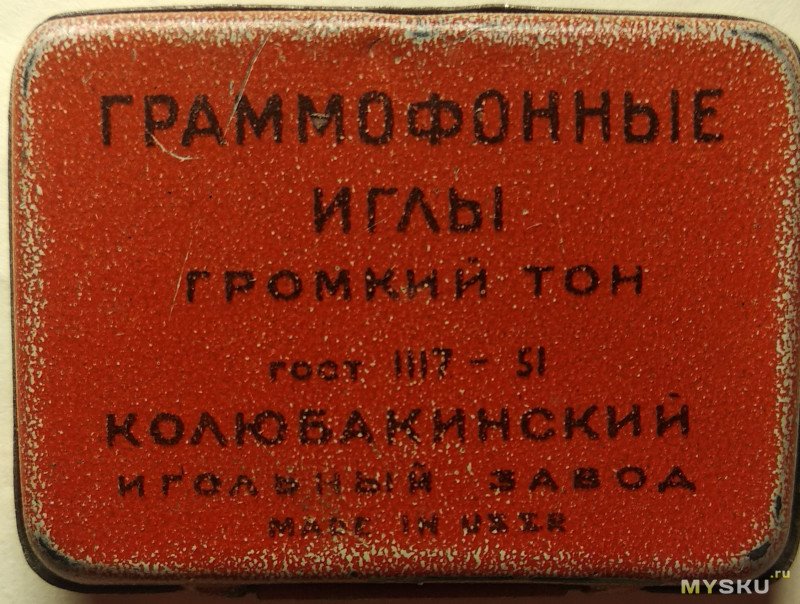 ГРАММОФОННЫЕ
ИГЛЫ
ГРОМКИЙ ТОН
ГОСТ 1117 - 51
КОЛЮБАКИНСКИЙ
ИГОЛЬНЫЙ ЗАВОД
MADE IN USSR
MYSKU.ru